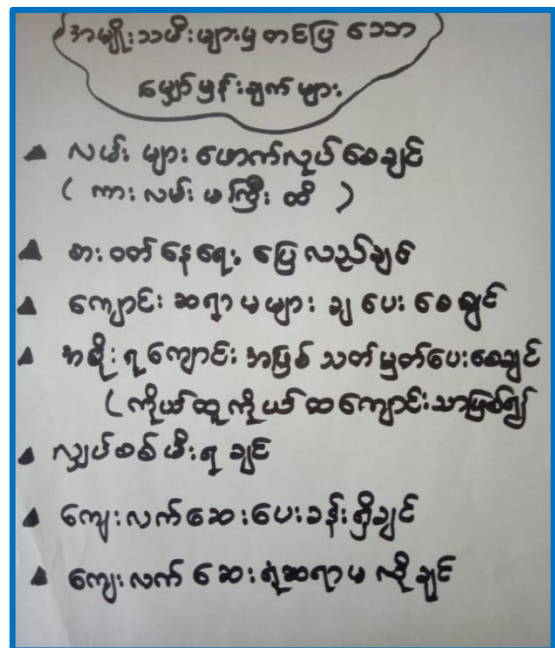 အမျိုးသမီးများမှ တင်ပြ သော
မျှော်မှန်းချက် များ
▲ လမ်း များ ဖောက်လုပ် စေချင်
( ကား လမ်း မ ကြီး ထိ )
▲ စား ဝတ် နေ ရေး ပြေ လည် ချင်
▲ ကျောင်း ဆရာ မ များ ချ ပေး စေ ချင်
▲ အစိုး ရ ကျောင်း အဖြစ် သတ် မှတ် ပေး စေချင်
( ကိုယ် ထူ ကိုယ် ထ ကျောင်း သာ ဖြစ်၍
▲ လျှပ် စစ် မီး ရ ချင်
▲ ကျေး လက် ဆေး ပေး ခန်း ရှိ ချင်
▲ ကျေး လက် ဆေး ရုံ ဆရာ မ လို ချင်